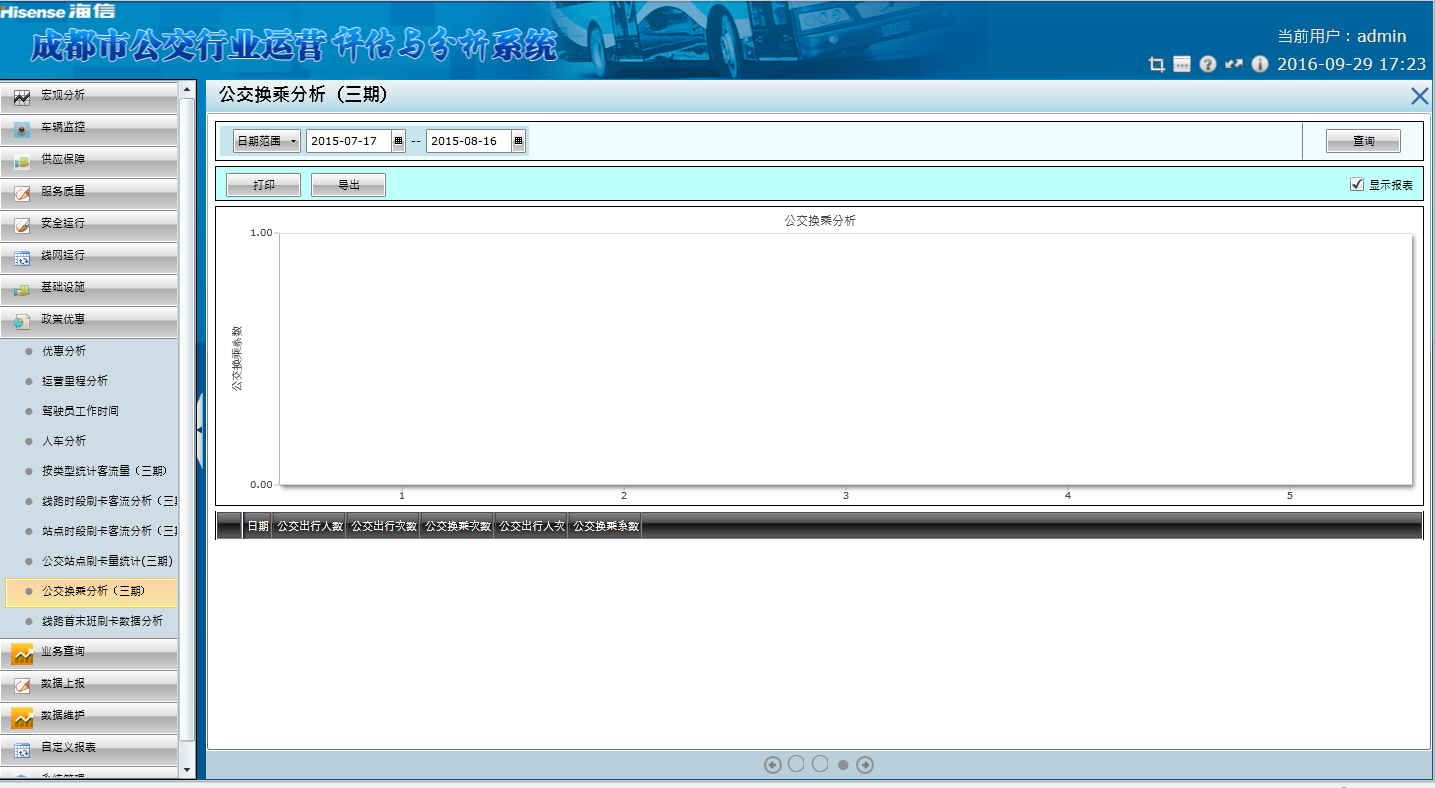 Hisense 海信
成都市公交行业运营评估与分析系统
当前用户：admin
2016-09-29 17:23
宏观分析
车辆监控
供应保障
服务质量
安全运行
线网运行
基础设施
政策优惠
优惠分析
运营里程分析
驾驶员工作时间
人车分析
按类型统计客流量（三期）
线路时段刷卡客流分析（三
站点时段刷卡客流分析（三
公交站点刷卡量统计(三期)
公交换乘分析（三期）
线路首末班刷卡数据分析
业务查询
数据上报
数据维护
自定义报表
公交换乘分析（三期）
日期范围 2015-07-17 -- 2015-08-16 查询
打印 导出 显示报表
公交换乘分析
1.00
公交换乘系数
0.00
1 2 3 4 5
日期 公交出行人数 公交出行次数 公交换乘次数 公交出行人次 公交换乘系数